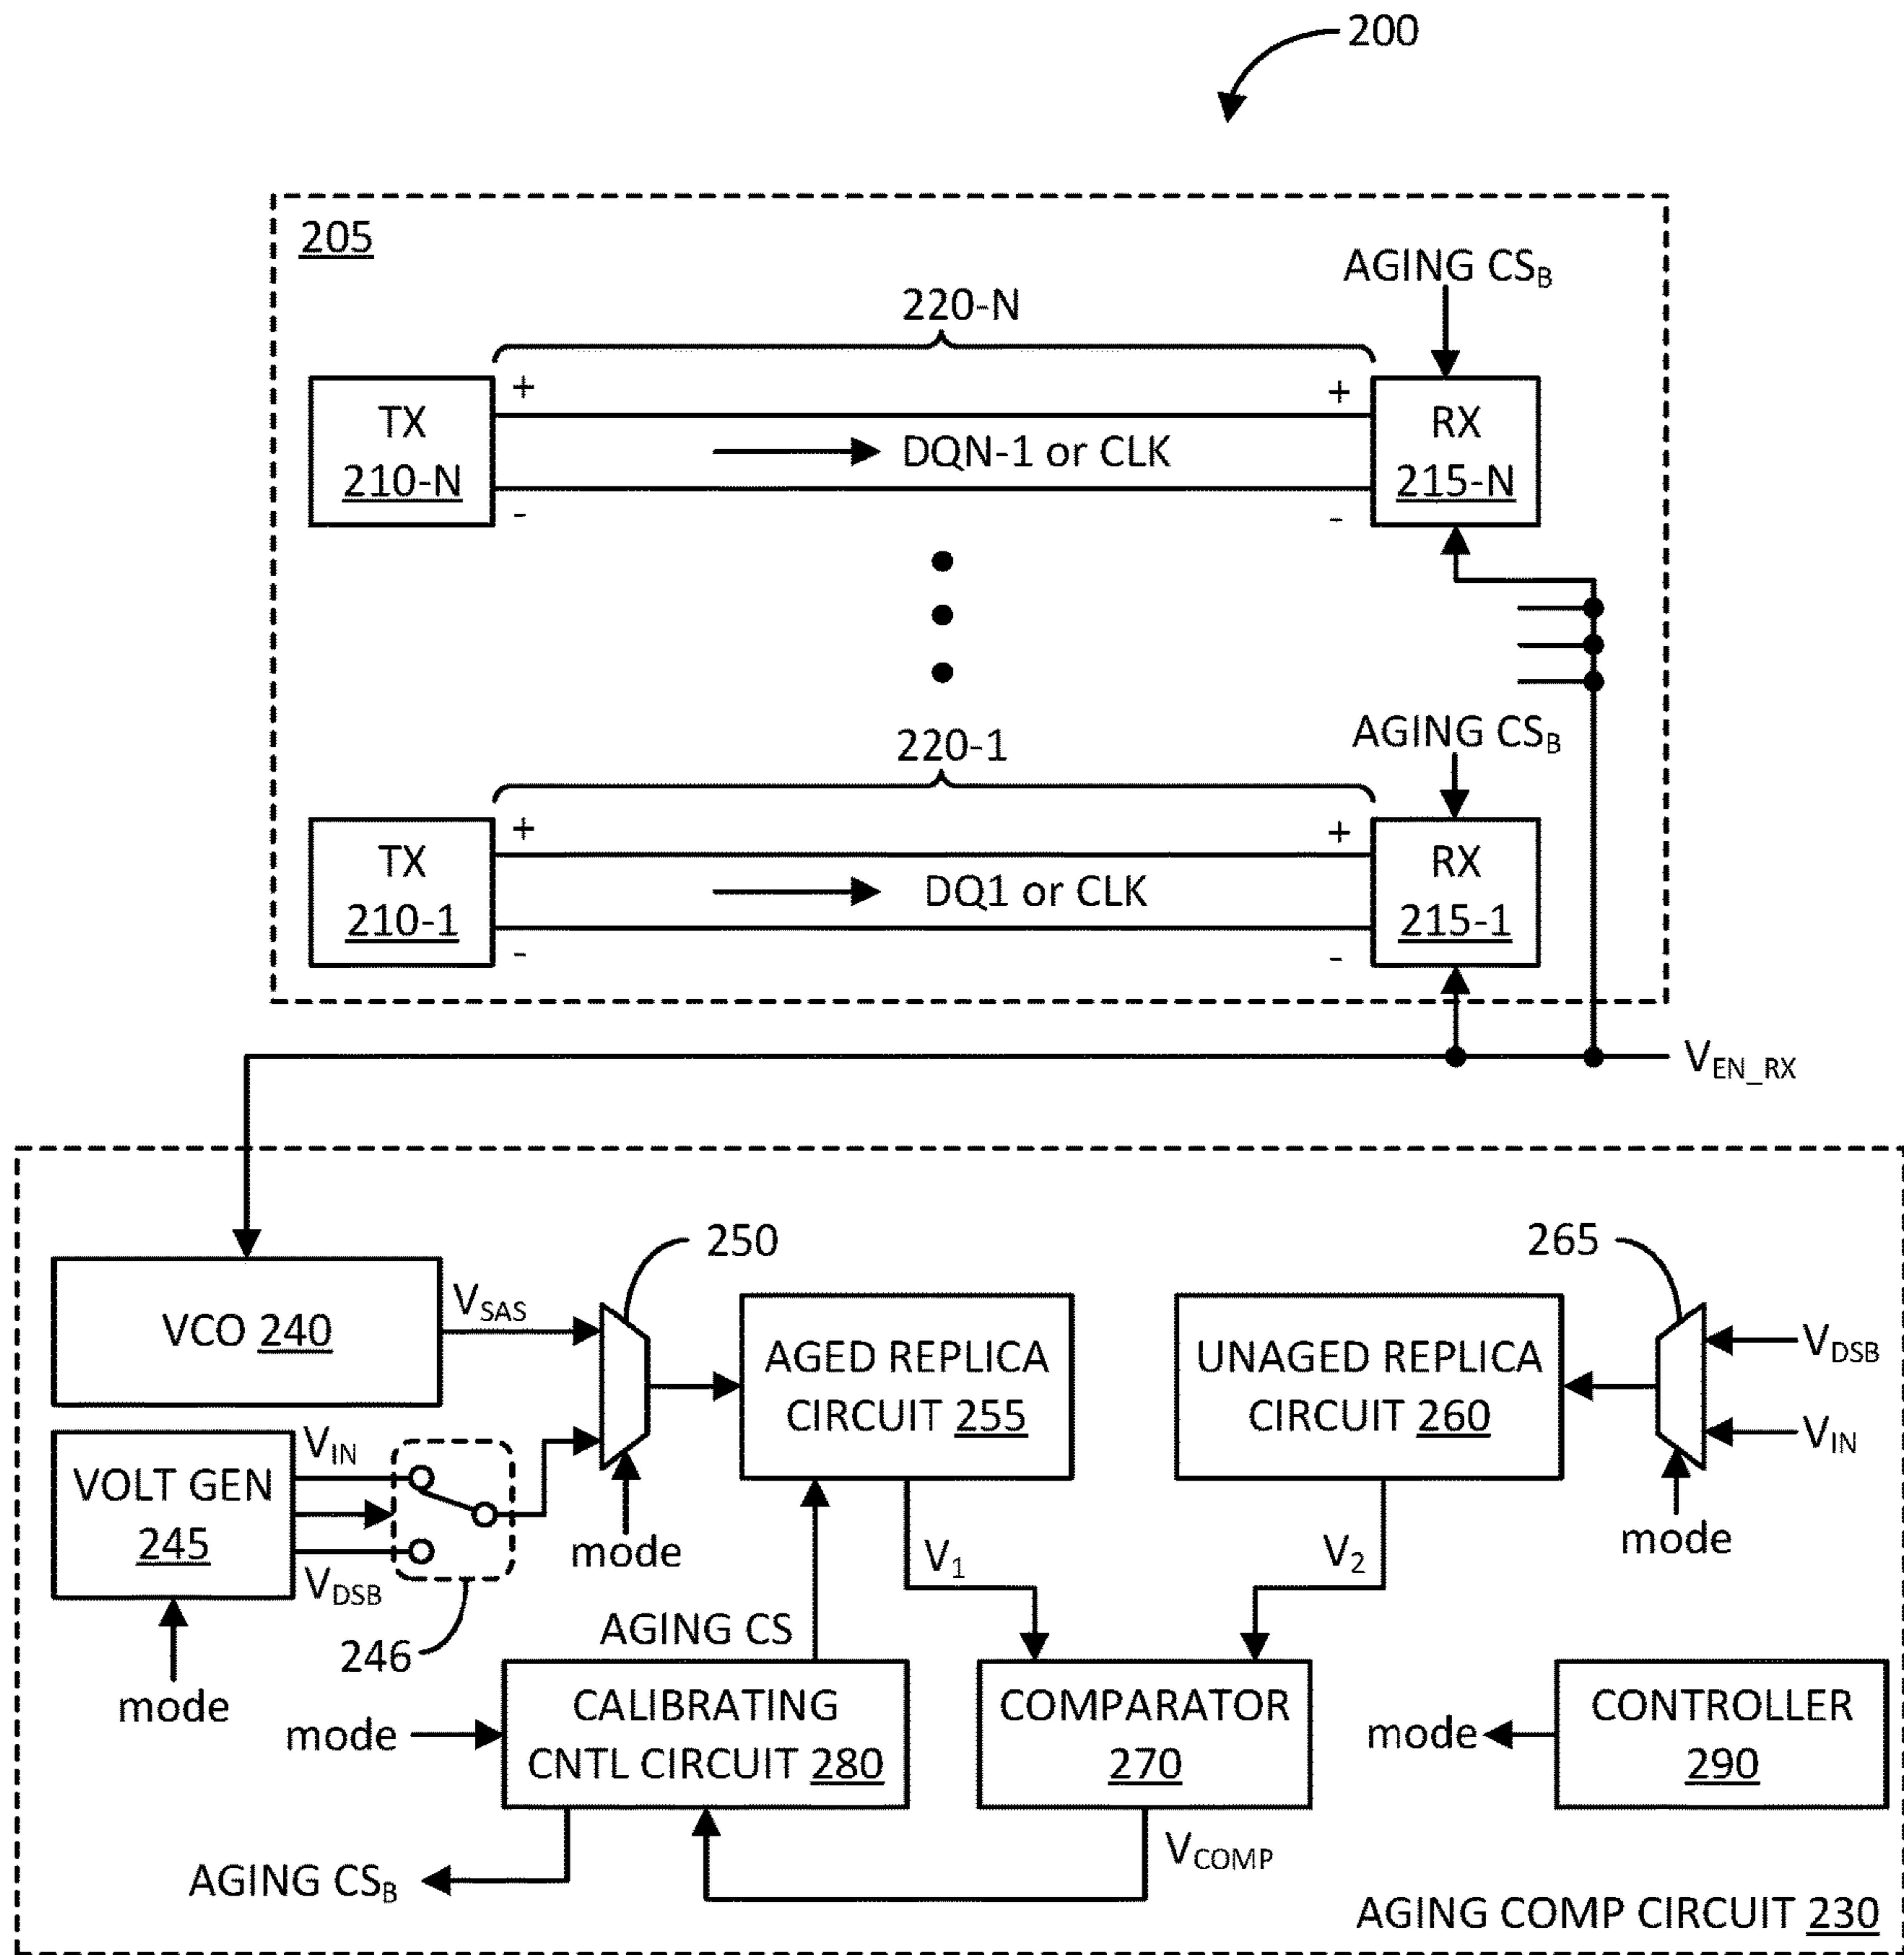 200
205
AGING CSB
220-N
+
+
TX
210-N
DQN-1 or CLK
RX
215-N
-
-
AGING CSB
220-1
+
+
TX
210-1
DQ1 or CLK
RX
215-1
-
-
VEN_RX
VCO 240
VSAS
250
AGED REPLICA
CIRCUIT 255
UNAGED REPLICA
CIRCUIT 260
265
VDSB
VIN
mode
VOLT GEN
245
VIN
VDSB
246
mode
mode
V1
V2
AGING CS
CALIBRATING
CNTL CIRCUIT 280
mode
COMPARATOR
270
mode
CONTROLLER
290
AGING CSB
VCOMP
AGING COMP CIRCUIT 230